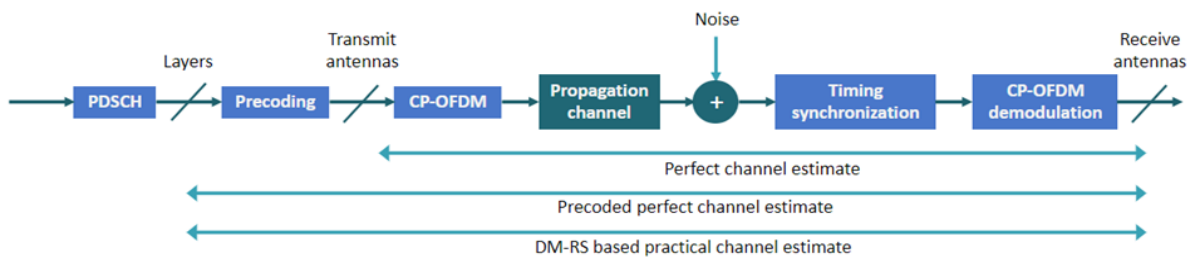 Noise
Layers
Transmit
antennas
Receive
antennas
PDSCH
Precoding
CP-OFDM
Propagation
channel
+
Timing
synchronization
CP-OFDM
demodulation
Perfect channel estimate
Precoded perfect channel estimate
DM-RS based practical channel estimate